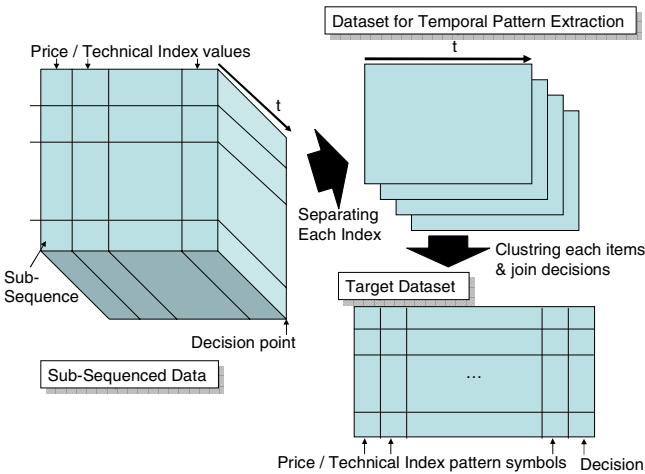 Dataset for Temporal Pattern Extraction
Price / Technical Index values
t
t
Separating
Each Index
Clustring each items
& join decisions
Sub-
Sequence
Target Dataset
Decision point
Sub-Sequenced Data
...
Price / Technical Index pattern symbols
Decision